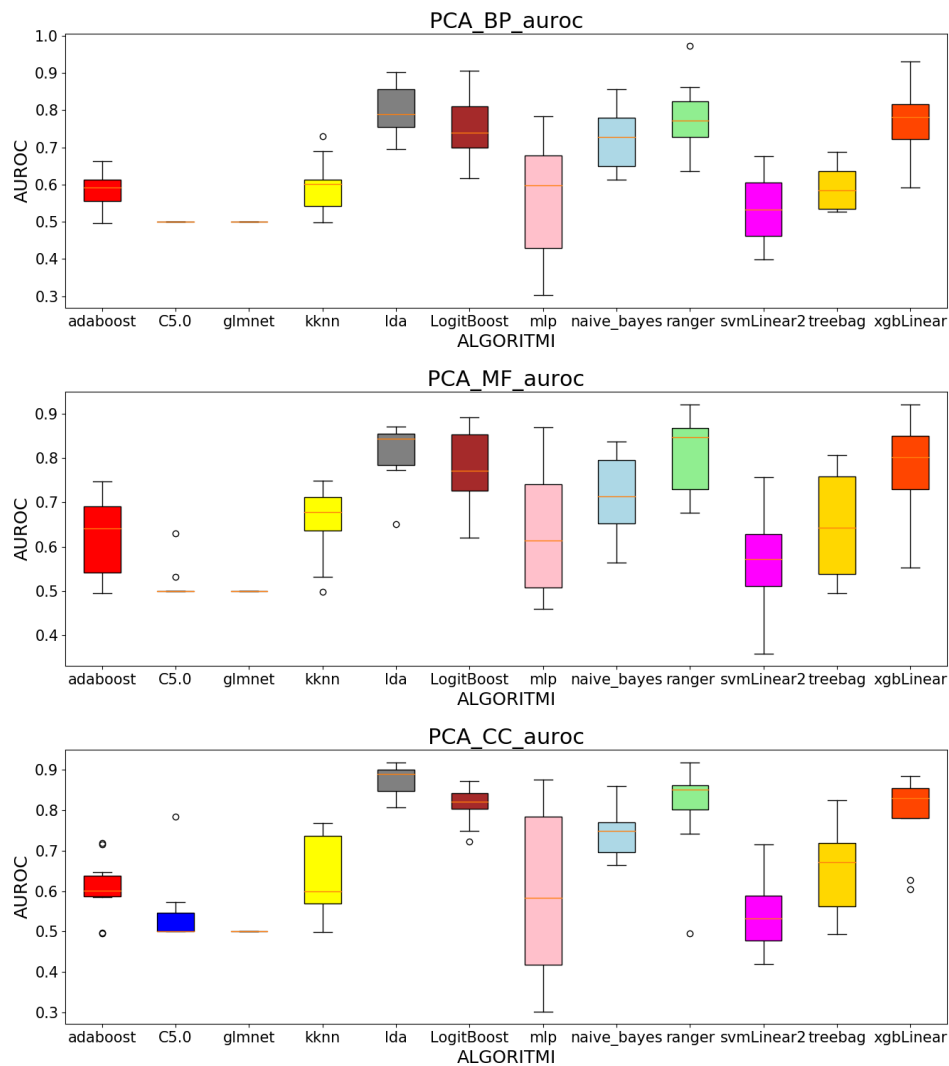 PCA_BP_auroc
1.0
0.9
0.8
0.7
0.6
0.5
0.4
0.3
AUROC
adaboost C5.0 glmnet kknn lda LogitBoost mlp naive_bayes ranger svmLinear2 treebag xgbLinear
ALGORITMI
PCA_MF_auroc
0.9
0.8
0.7
0.6
0.5
0.4
AUROC
adaboost C5.0 glmnet kknn lda LogitBoost mlp naive_bayes ranger svmLinear2 treebag xgbLinear
ALGORITMI
PCA_CC_auroc
0.9
0.8
0.7
0.6
0.5
0.4
0.3
AUROC
adaboost C5.0 glmnet kknn lda LogitBoost mlp naive_bayes ranger svmLinear2 treebag xgbLinear
ALGORITMI